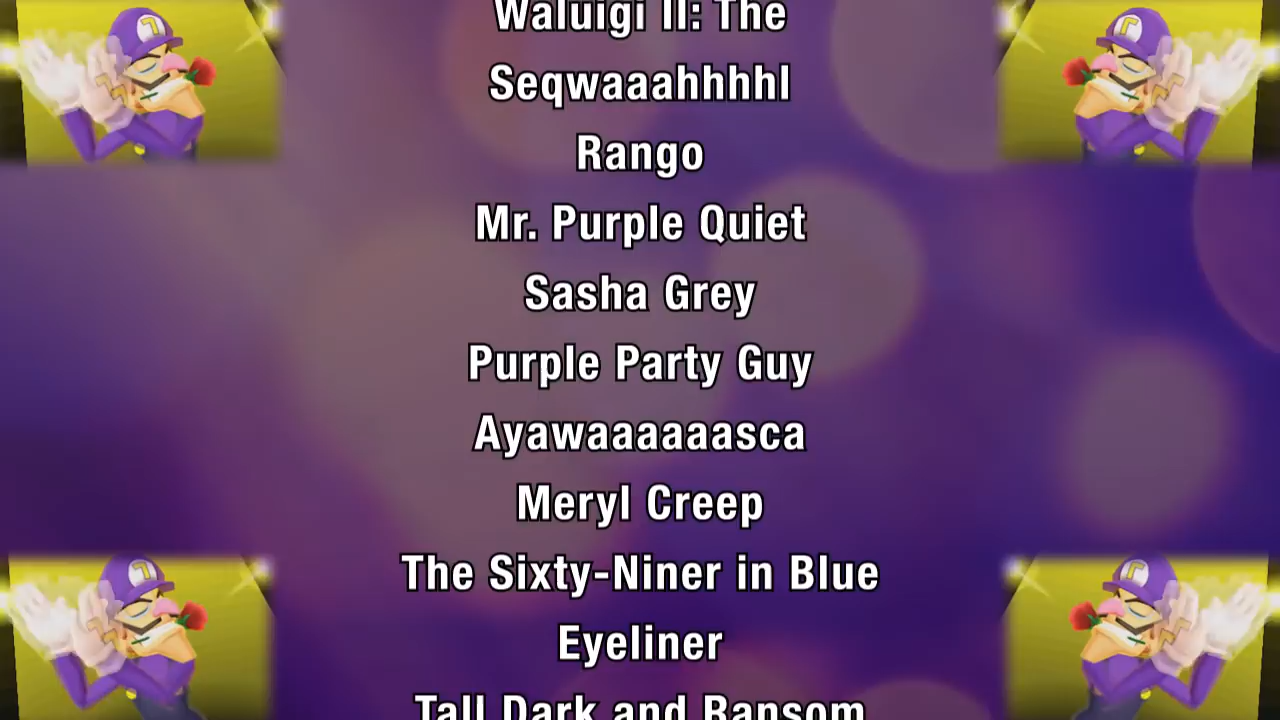 Waluigi II: The
Seqwaaahhhhl
Rango
Mr. Purple Quiet
Sasha Grey
Purple Party Guy
Ayawaaaaaasca
Meryl Creep
The Sixty-Niner in Blue
Eyeliner
Tall Dark and Ransom